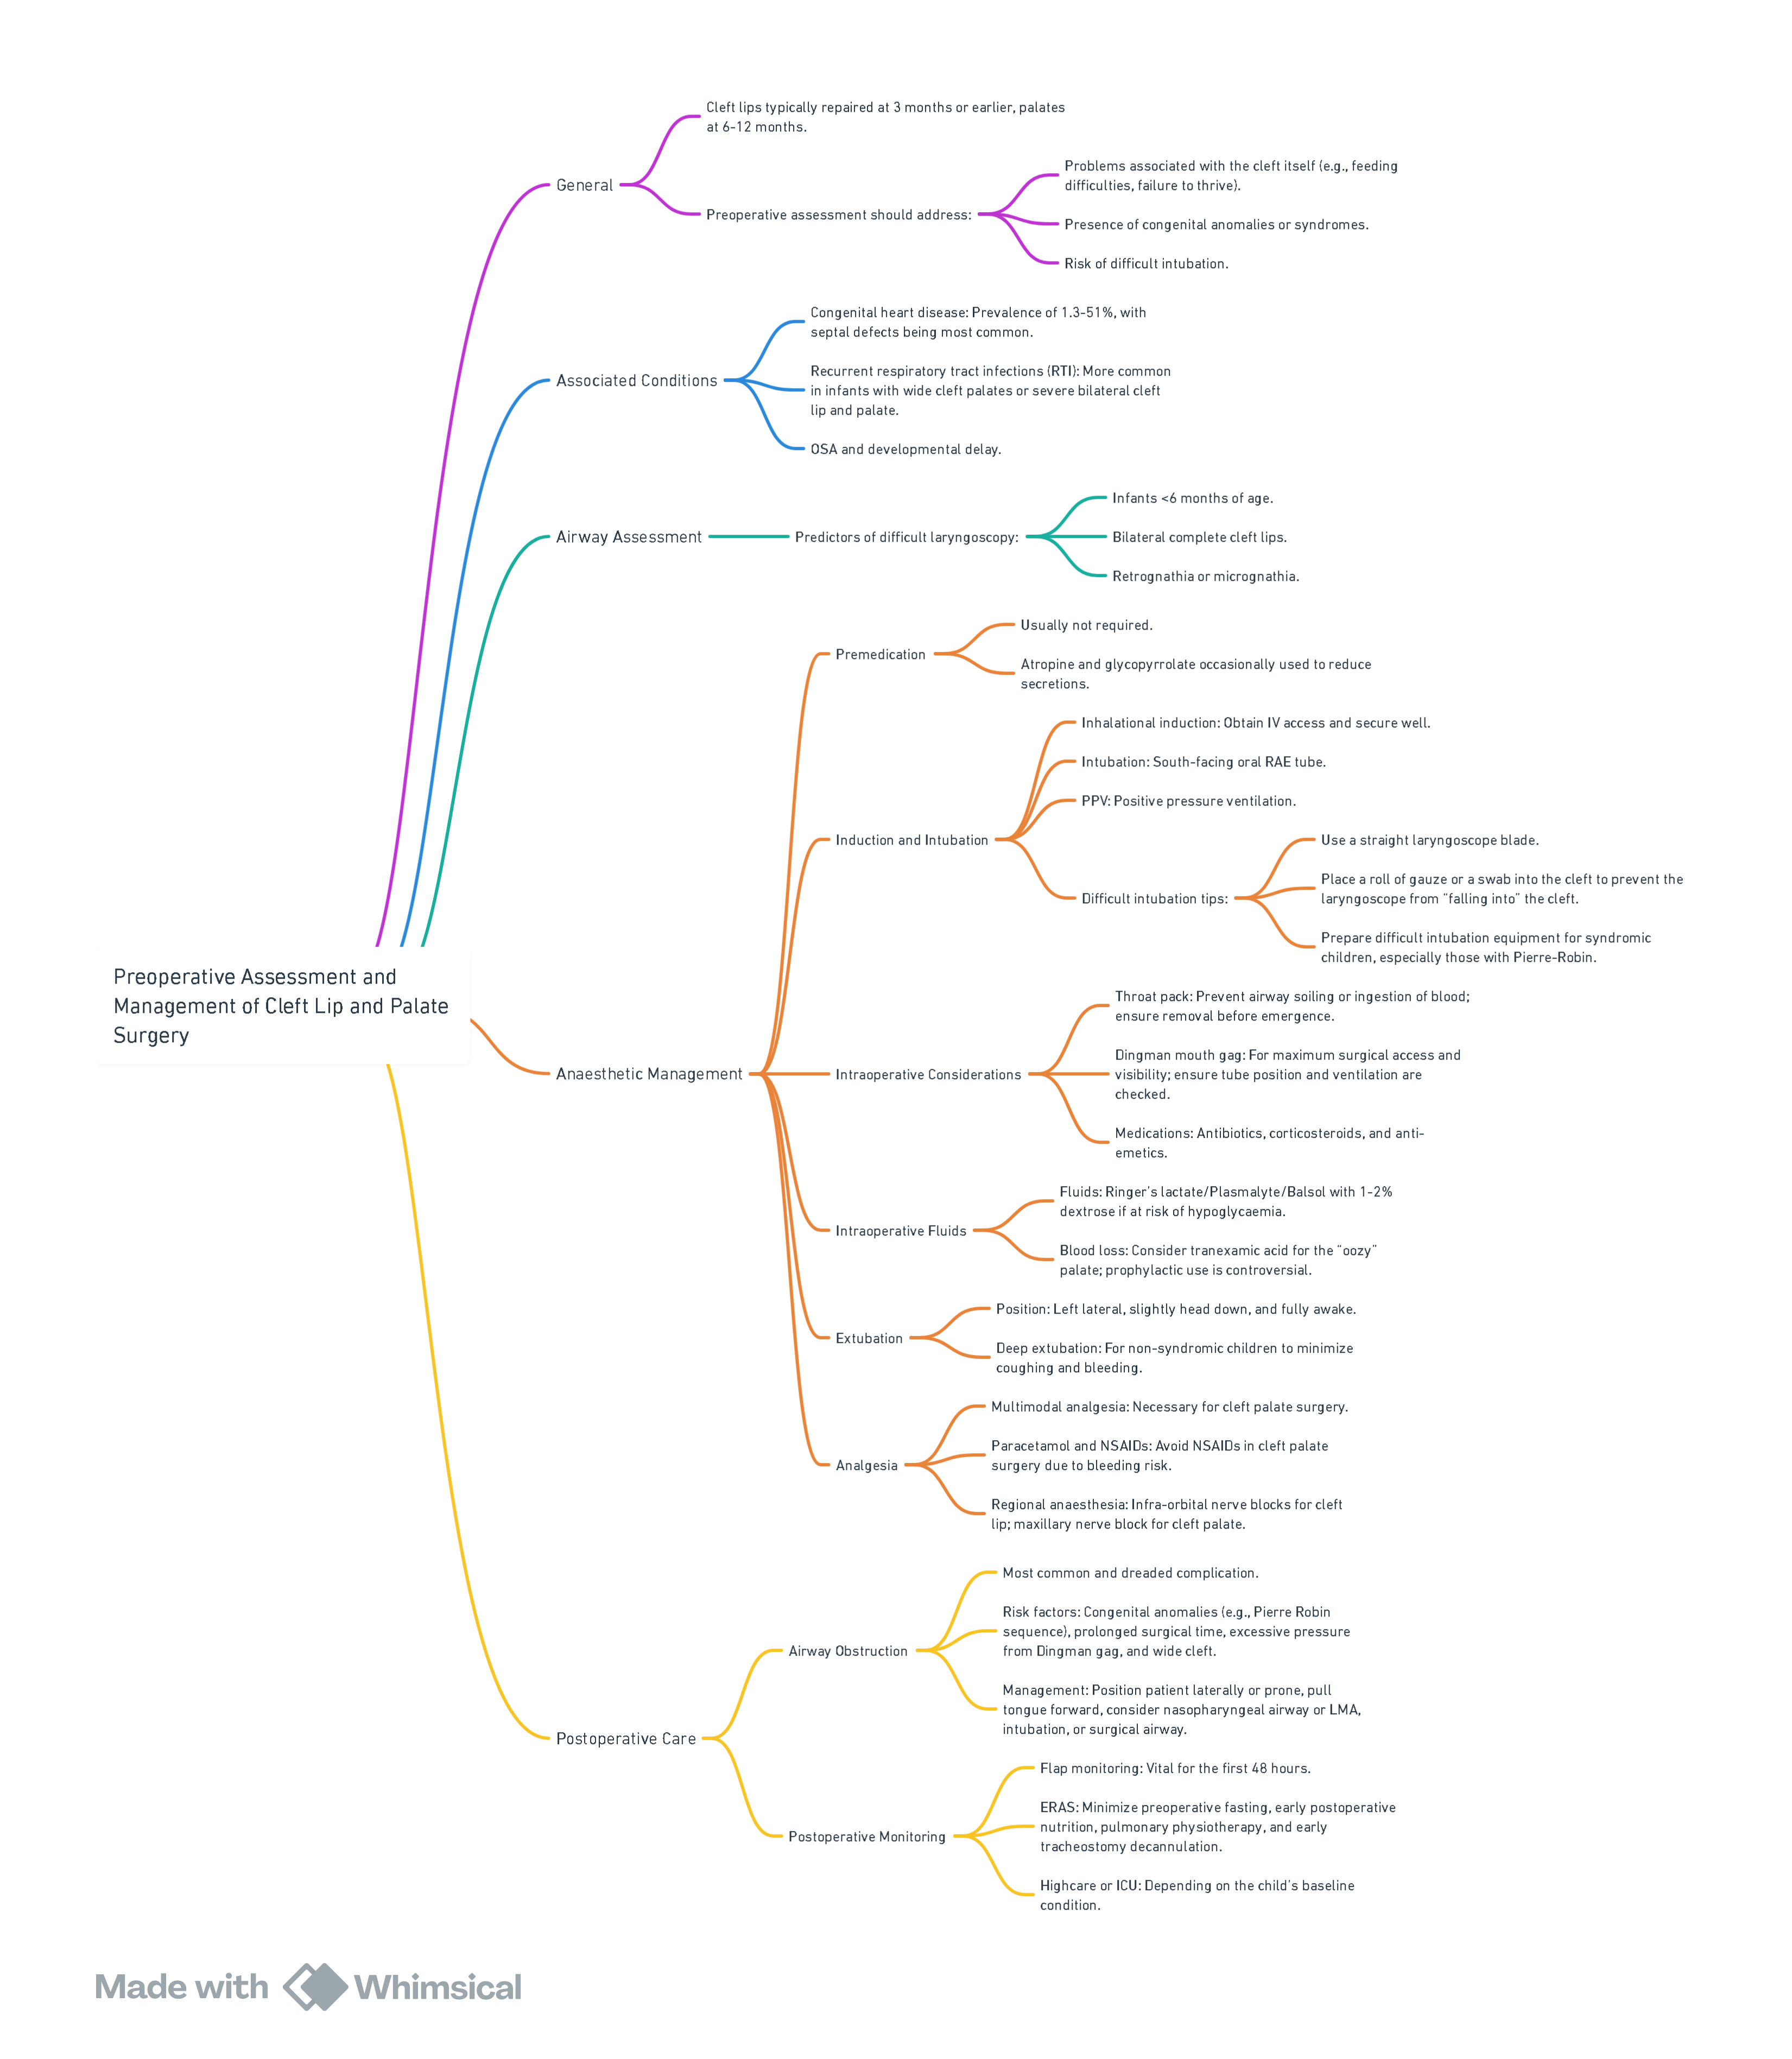 Preoperative Assessment and
Management of Cleft Lip and Palate
Surgery
General
Cleft lips typically repaired at 3 months or earlier, palates
at 6-12 months.
Preoperative assessment should address:
Problems associated with the cleft itself (e.g., feeding
difficulties, failure to thrive).
Presence of congenital anomalies or syndromes.
Risk of difficult intubation.
Associated Conditions
Congenital heart disease: Prevalence of 1.3-51%, with
septal defects being most common.
Recurrent respiratory tract infections (RTI): More common
in infants with wide cleft palates or severe bilateral cleft
lip and palate.
OSA and developmental delay.
Airway Assessment
Predictors of difficult laryngoscopy:
Infants <6 months of age.
Bilateral complete cleft lips.
Retrognathia or micrognathia.
Anaesthetic Management
Premedication
Usually not required.
Atropine and glycopyrrolate occasionally used to reduce
secretions.
Induction and Intubation
Inhalational induction: Obtain IV access and secure well.
Intubation: South-facing oral RAE tube.
PPV: Positive pressure ventilation.
Difficult intubation tips:
Use a straight laryngoscope blade.
Place a roll of gauze or a swab into the cleft to prevent the
laryngoscope from "falling into" the cleft.
Prepare difficult intubation equipment for syndromic
children, especially those with Pierre-Robin.
Intraoperative Considerations
Throat pack: Prevent airway soiling or ingestion of blood;
ensure removal before emergence.
Dingman mouth gag: For maximum surgical access and
visibility; ensure tube position and ventilation are
checked.
Medications: Antibiotics, corticosteroids, and anti-
emetics.
Intraoperative Fluids
Fluids: Ringer's lactate/Plasmalyte/Balsol with 1-2%
dextrose if at risk of hypoglycaemia.
Blood loss: Consider tranexamic acid for the "oozy"
palate; prophylactic use is controversial.
Extubation
Position: Left lateral, slightly head down, and fully awake.
Deep extubation: For non-syndromic children to minimize
coughing and bleeding.
Analgesia
Multimodal analgesia: Necessary for cleft palate surgery.
Paracetamol and NSAIDs: Avoid NSAIDs in cleft palate
surgery due to bleeding risk.
Regional anaesthesia: Infra-orbital nerve blocks for cleft
lip; maxillary nerve block for cleft palate.
Postoperative Care
Airway Obstruction
Most common and dreaded complication.
Risk factors: Congenital anomalies (e.g., Pierre Robin
sequence), prolonged surgical time, excessive pressure
from Dingman gag, and wide cleft.
Management: Position patient laterally or prone, pull
tongue forward, consider nasopharyngeal airway or LMA,
intubation, or surgical airway.
Postoperative Monitoring
Flap monitoring: Vital for the first 48 hours.
ERAS: Minimize preoperative fasting, early postoperative
nutrition, pulmonary physiotherapy, and early
tracheostomy decannulation.
Highcare or ICU: Depending on the child's baseline
condition.
Made with Whimsical